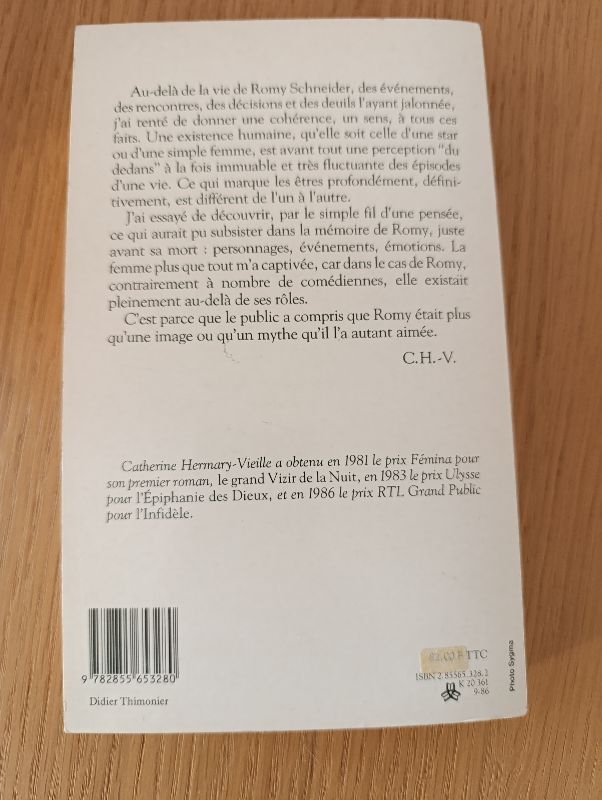 Au-delà de la vie de Romy Schneider, des événements,
des rencontres, des décisions et des deuils l'ayant jalonnée,
j'ai tenté de donner une cohérence, un sens, à tous ces
faits. Une existence humaine, qu'elle soit celle d'une star
ou d'une simple femme, est avant tout une perception "du
dedans" à la fois immuable et très fluctuante des épisodes
d'une vie. Ce qui marque les êtres profondément, défini-
tivement, est différent de l'un à l'autre.
J'ai essayé de découvrir, par le simple fil d'une pensée,
ce qui aurait pu subsister dans la mémoire de Romy, juste
avant sa mort : personnages, événements, émotions. La
femme plus que tout m'a captivée, car dans le cas de Romy,
contrairement à nombre de comédiennes, elle existait
pleinement au-delà de ses rôles.
C'est parce que le public a compris que Romy était plus
qu'une image ou qu'un mythe qu'il l'a autant aimée.
C.H.-V.
Catherine Hermary-Vieille a obtenu en 1981 le prix Fémina pour
son premier roman, le grand Vizir de la Nuit, en 1983 le prix Ulysse
pour l'Épiphanie des Dieux, et en 1986 le prix RTL Grand Public
pour l'Infidèle.
9 782855 653280
Didier Thimonier
82,00 F TTC
ISBN 2.85565.328.2
K 20 361
9-86
Photo Sygma